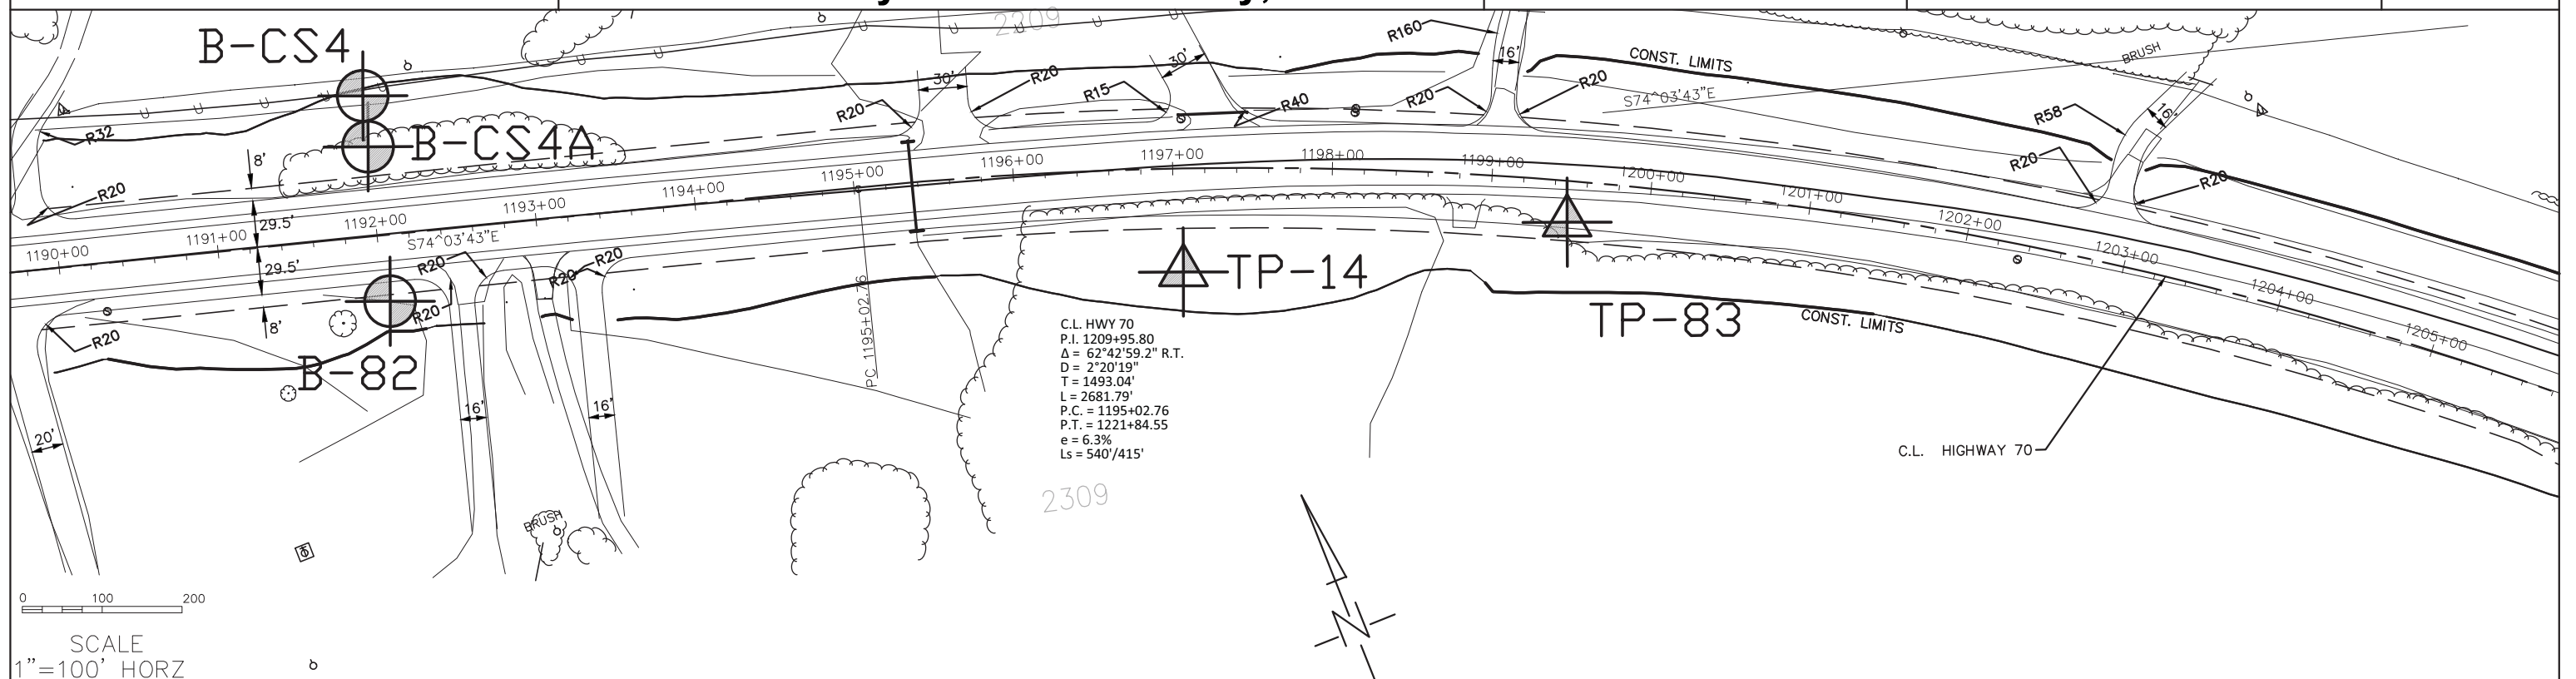 2309
B-CS4
R160
16'
CONST. LIMITS
BRUSH
30'
30'
R20
R15
R20
R40
R20
R20
S74^03'43"E
R58
16'
R32
B-CS4A
8'
R20
R20
R20
29.5'
29.5'
8'
1190+00
1191+00
1192+00
1193+00
1194+00
1195+00
1196+00
1197+00
1198+00
1199+00
1200+00
1201+00
1202+00
1203+00
1204+00
1205+00
S74^03'43"E
R20
R20
R20
R20
R20
B-82
PC 1195+02.76
TP-14
TP-83
CONST. LIMITS
C.L. HWY 70
P.I. 1209+95.80
Δ = 62°42'59.2" R.T.
D = 2°20'19"
T = 1493.04'
L = 2681.79'
P.C. = 1195+02.76
P.T. = 1221+84.55
e = 6.3%
Ls = 540'/415'
20'
16'
16'
C.L. HIGHWAY 70
2309
BRUSH
N
0 100 200
SCALE
1"=100' HORZ
U U U U U U U U U U